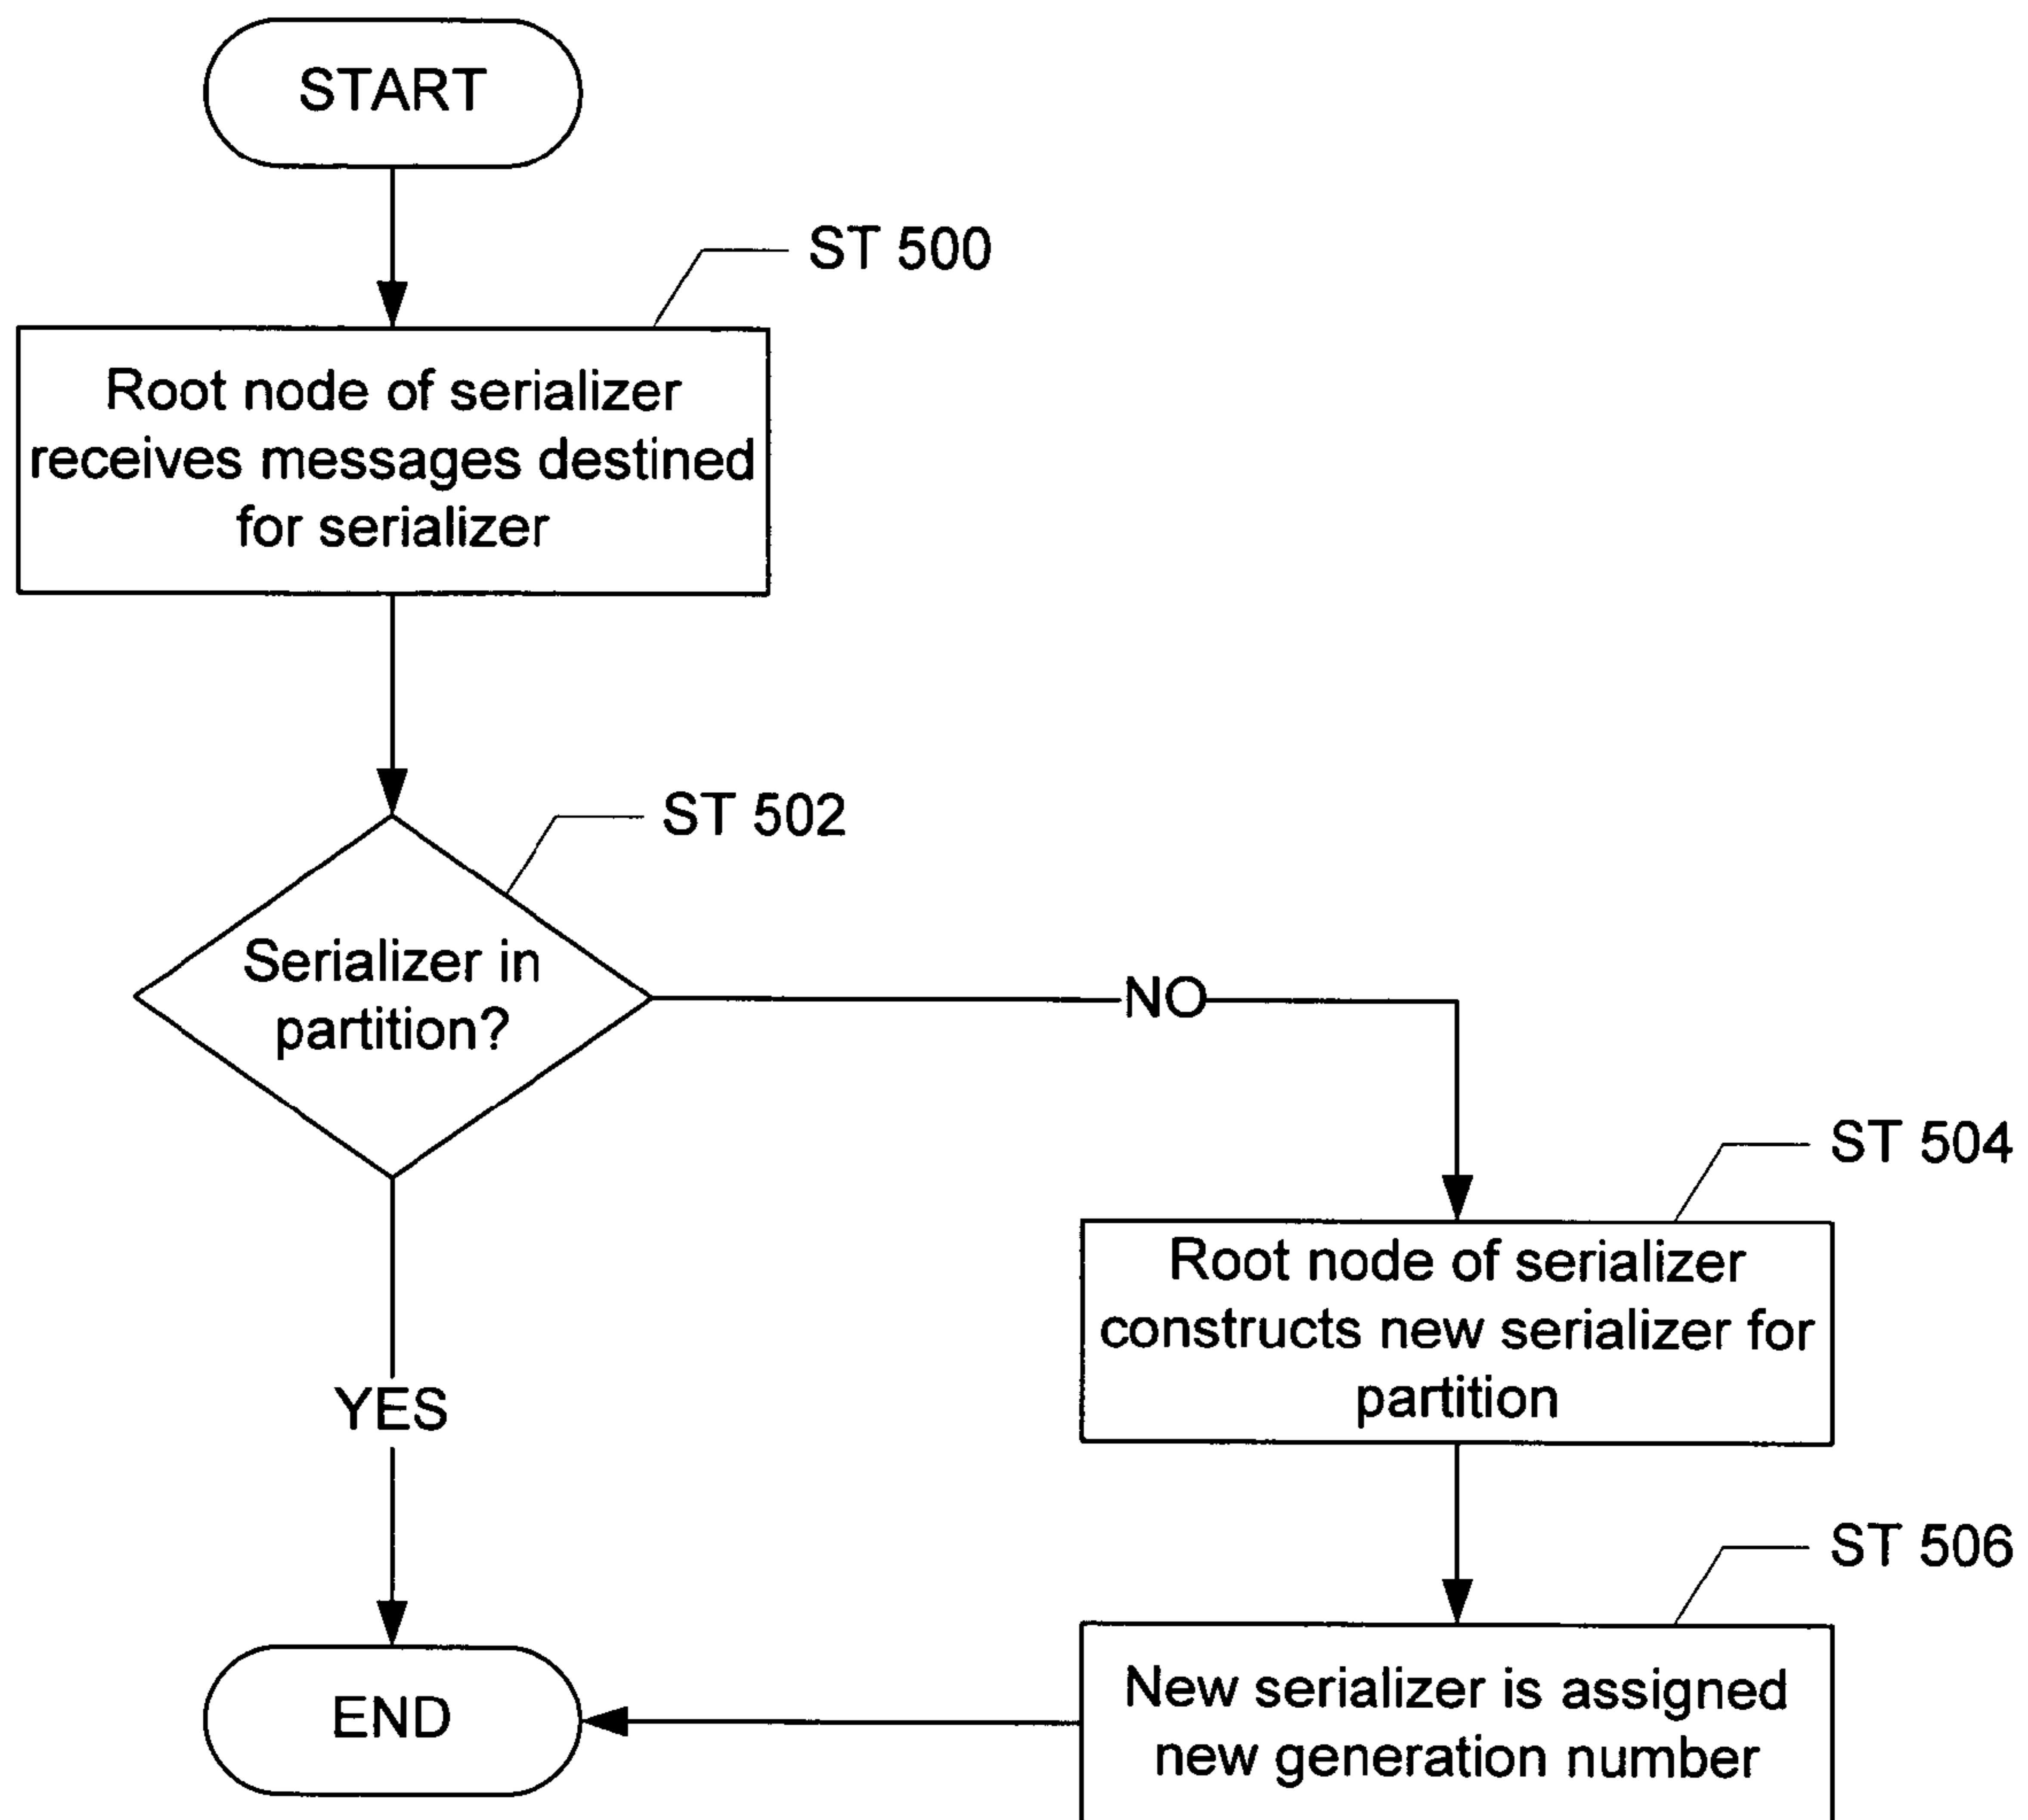 START
ST 500
Root node of serializer
receives messages destined
for serializer
ST 502
Serializer in
partition?
NO
ST 504
Root node of serializer
constructs new serializer for
partition
YES
ST 506
New serializer is assigned
new generation number
END